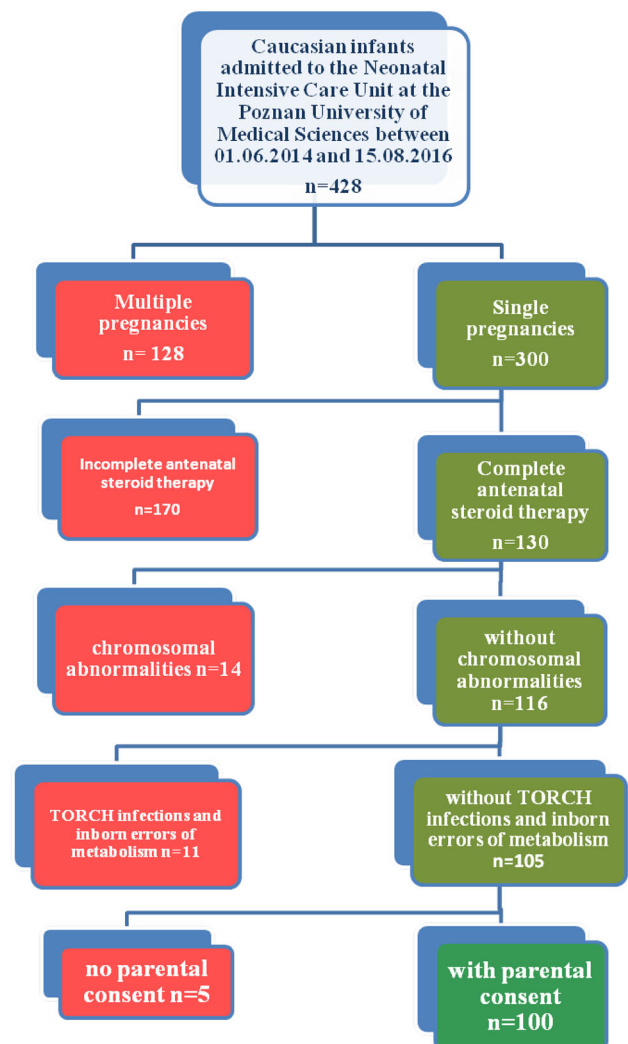 Caucasian infants
admitted to the Neonatal
Intensive Care Unit at the
Poznan University of
Medical Sciences between
01.06.2014 and 15.08.2016
n=428
Multiple
pregnancies
n= 128
Single
pregnancies
n=300
Incomplete antenatal
steroid therapy
n=170
Complete
antenatal
steroid therapy
n=130
chromosomal
abnormalities n=14
without
chromosomal
abnormalities
n=116
TORCH infections and
inborn errors of
metabolism n=11
without TORCH
infections and inborn
errors of metabolism
n=105
no parental
consent n=5
with parental
consent
n=100